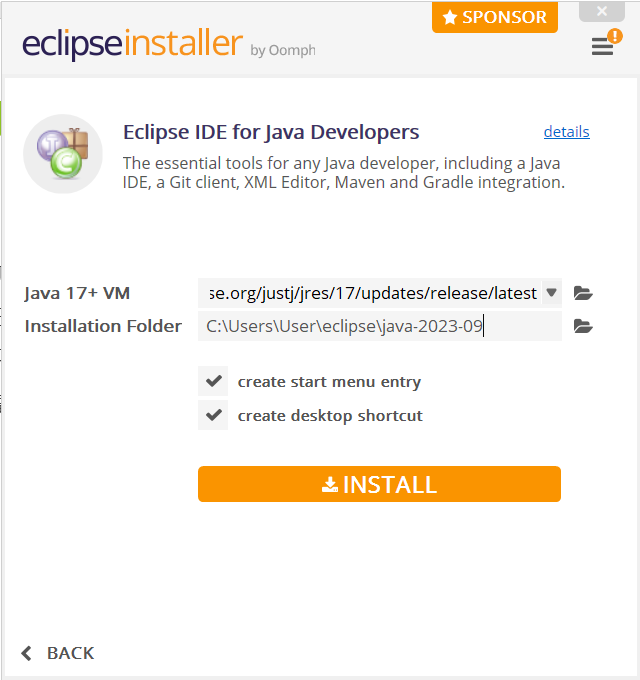 SPONSOR
eclipseinstaller by Oomph
Eclipse IDE for Java Developers details
The essential tools for any Java developer, including a Java
IDE, a Git client, XML Editor, Maven and Gradle integration.
Java 17+ VM se.org/justj/jres/17/updates/release/latest
Installation Folder C:\Users\User\eclipse\java-2023-09
create start menu entry
create desktop shortcut
INSTALL
BACK